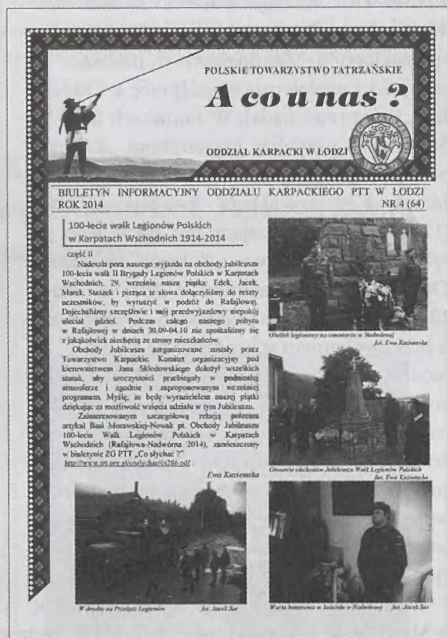 POLSKIE TOWARZYSTWO TATRZAŃSKIE
A co u nas ?
ODDZIAŁ KARPACKI W ŁODZI
BIULETYN INFORMACYJNY ODDZIAŁU KARPACKIEGO PTT W ŁODZI
ROK 2014 NR 4 (64)
100-lecie walk Legionów Polskich
w Karpatach Wschodnich 1914-2014
część II
Nadeszła pora naszego wyjazdu na obchody jubileuszu
100-lecia walk II Brygady Legionów Polskich w Karpatach
Wschodnich, 29. września nasza piątka: Edek, Jacek,
Marek, Staszek i pisząca te słowa dołączyliśmy do reszty
uczestników, by wyruszyć w podróż do Rafajłowej.
Dojechaliśmy szczęśliwie i mój przedwyjazdowy niepokój
uleciał gdzieś. Podczas całego naszego pobytu
w Rafajłowej w dniach 30.09-04.10 nie spotkaliśmy się
z jakąkolwiek niechęcią ze strony mieszkańców.
Obchody Jubileuszu zorganizowane zostały przez
Towarzystwo Karpackie. Komitet organizacyjny pod
kierownictwem Jana Skłodowskiego dołożył wszelkich
starań, aby uroczystości przebiegały w podniosłej
atmosferze i zgodnie z zaproponowanym wcześniej
programem. Myślę, że będę wyrazicielem naszej piątki
dziękując za możliwość wzięcia udziału w tym Jubileuszu.
Zainteresowanym szczegółową relacją polecam
artykuł Basi Morawskiej-Nowak pt. Obchody Jubileuszu
100-lecia Walk Legionów Polskich w Karpatach
Wschodnich (Rafajłowa-Nadwórna 2014), zamieszczony
w biuletynie ZG PTT „Co słychać ?”
Ewa Kuziemska
Obelisk legionowy na cmentarzu w Nadwórnej
fot. Ewa Kuziemska
Otwarcie obchodów Jubileuszu Walk Legionów Polskich
fot. Ewa Kuziemska
W drodze na Przełęcz Legionów fot. Jacek
Warta honorowa w kościele w Nadwórnej fot. Jacek